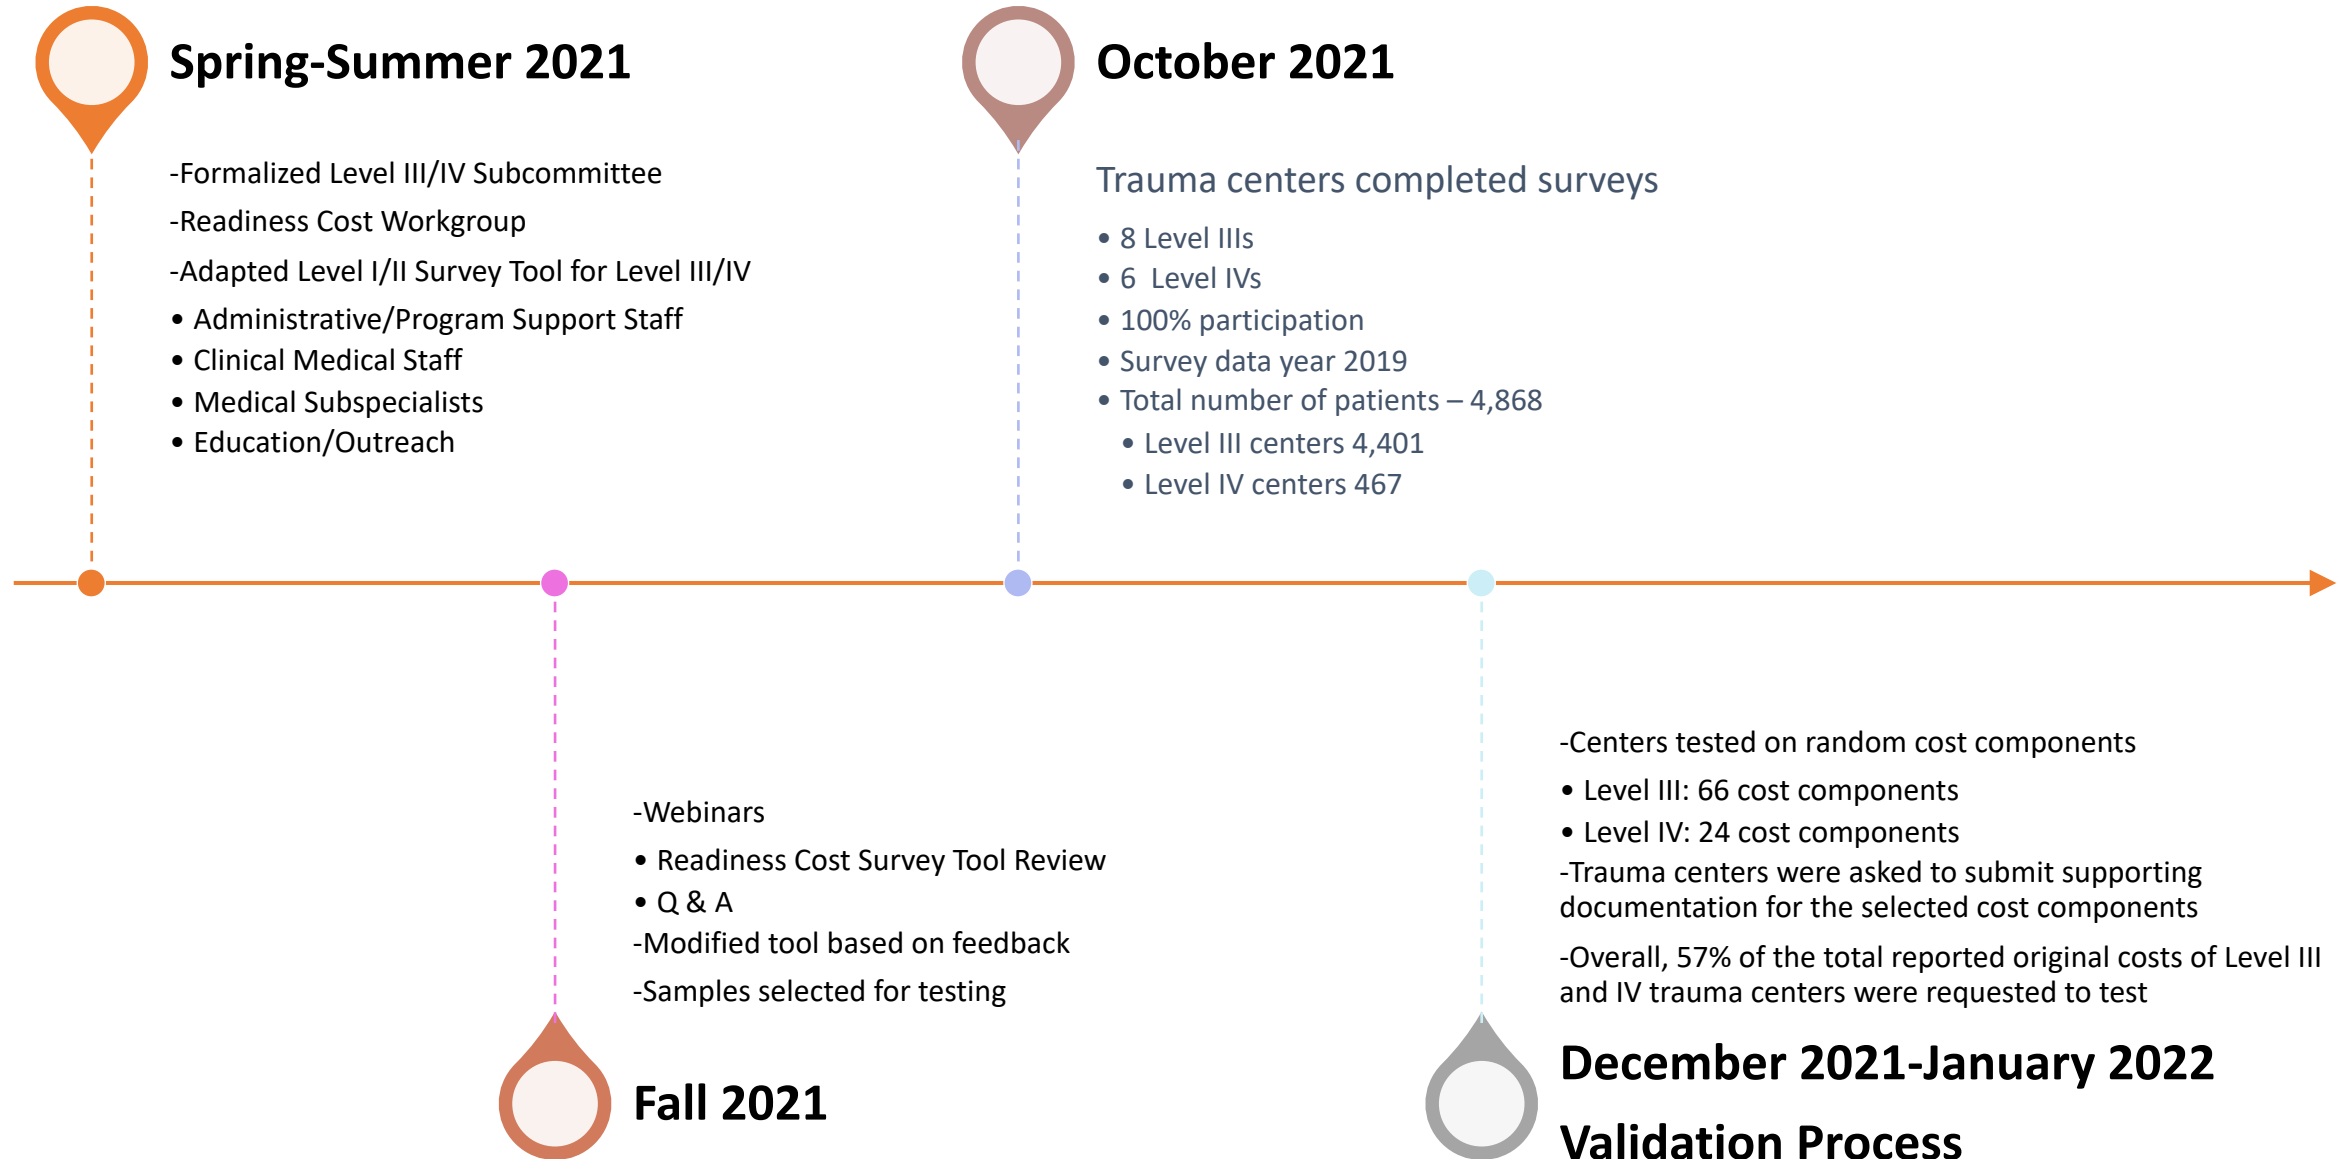 Spring-Summer 2021
-Formalized Level III/IV Subcommittee
-Readiness Cost Workgroup
-Adapted Level I/II Survey Tool for Level III/IV
• Administrative/Program Support Staff
• Clinical Medical Staff
• Medical Subspecialists
• Education/Outreach
-Webinars
• Readiness Cost Survey Tool Review
• Q & A
-Modified tool based on feedback
-Samples selected for testing
Fall 2021
October 2021
Trauma centers completed surveys
• 8 Level IIIs
• 6 Level IVs
• 100% participation
• Survey data year 2019
• Total number of patients – 4,868
• Level III centers 4,401
• Level IV centers 467
-Centers tested on random cost components
• Level III: 66 cost components
• Level IV: 24 cost components
-Trauma centers were asked to submit supporting
documentation for the selected cost components
-Overall, 57% of the total reported original costs of Level III
and IV trauma centers were requested to test
December 2021-January 2022
Validation Process